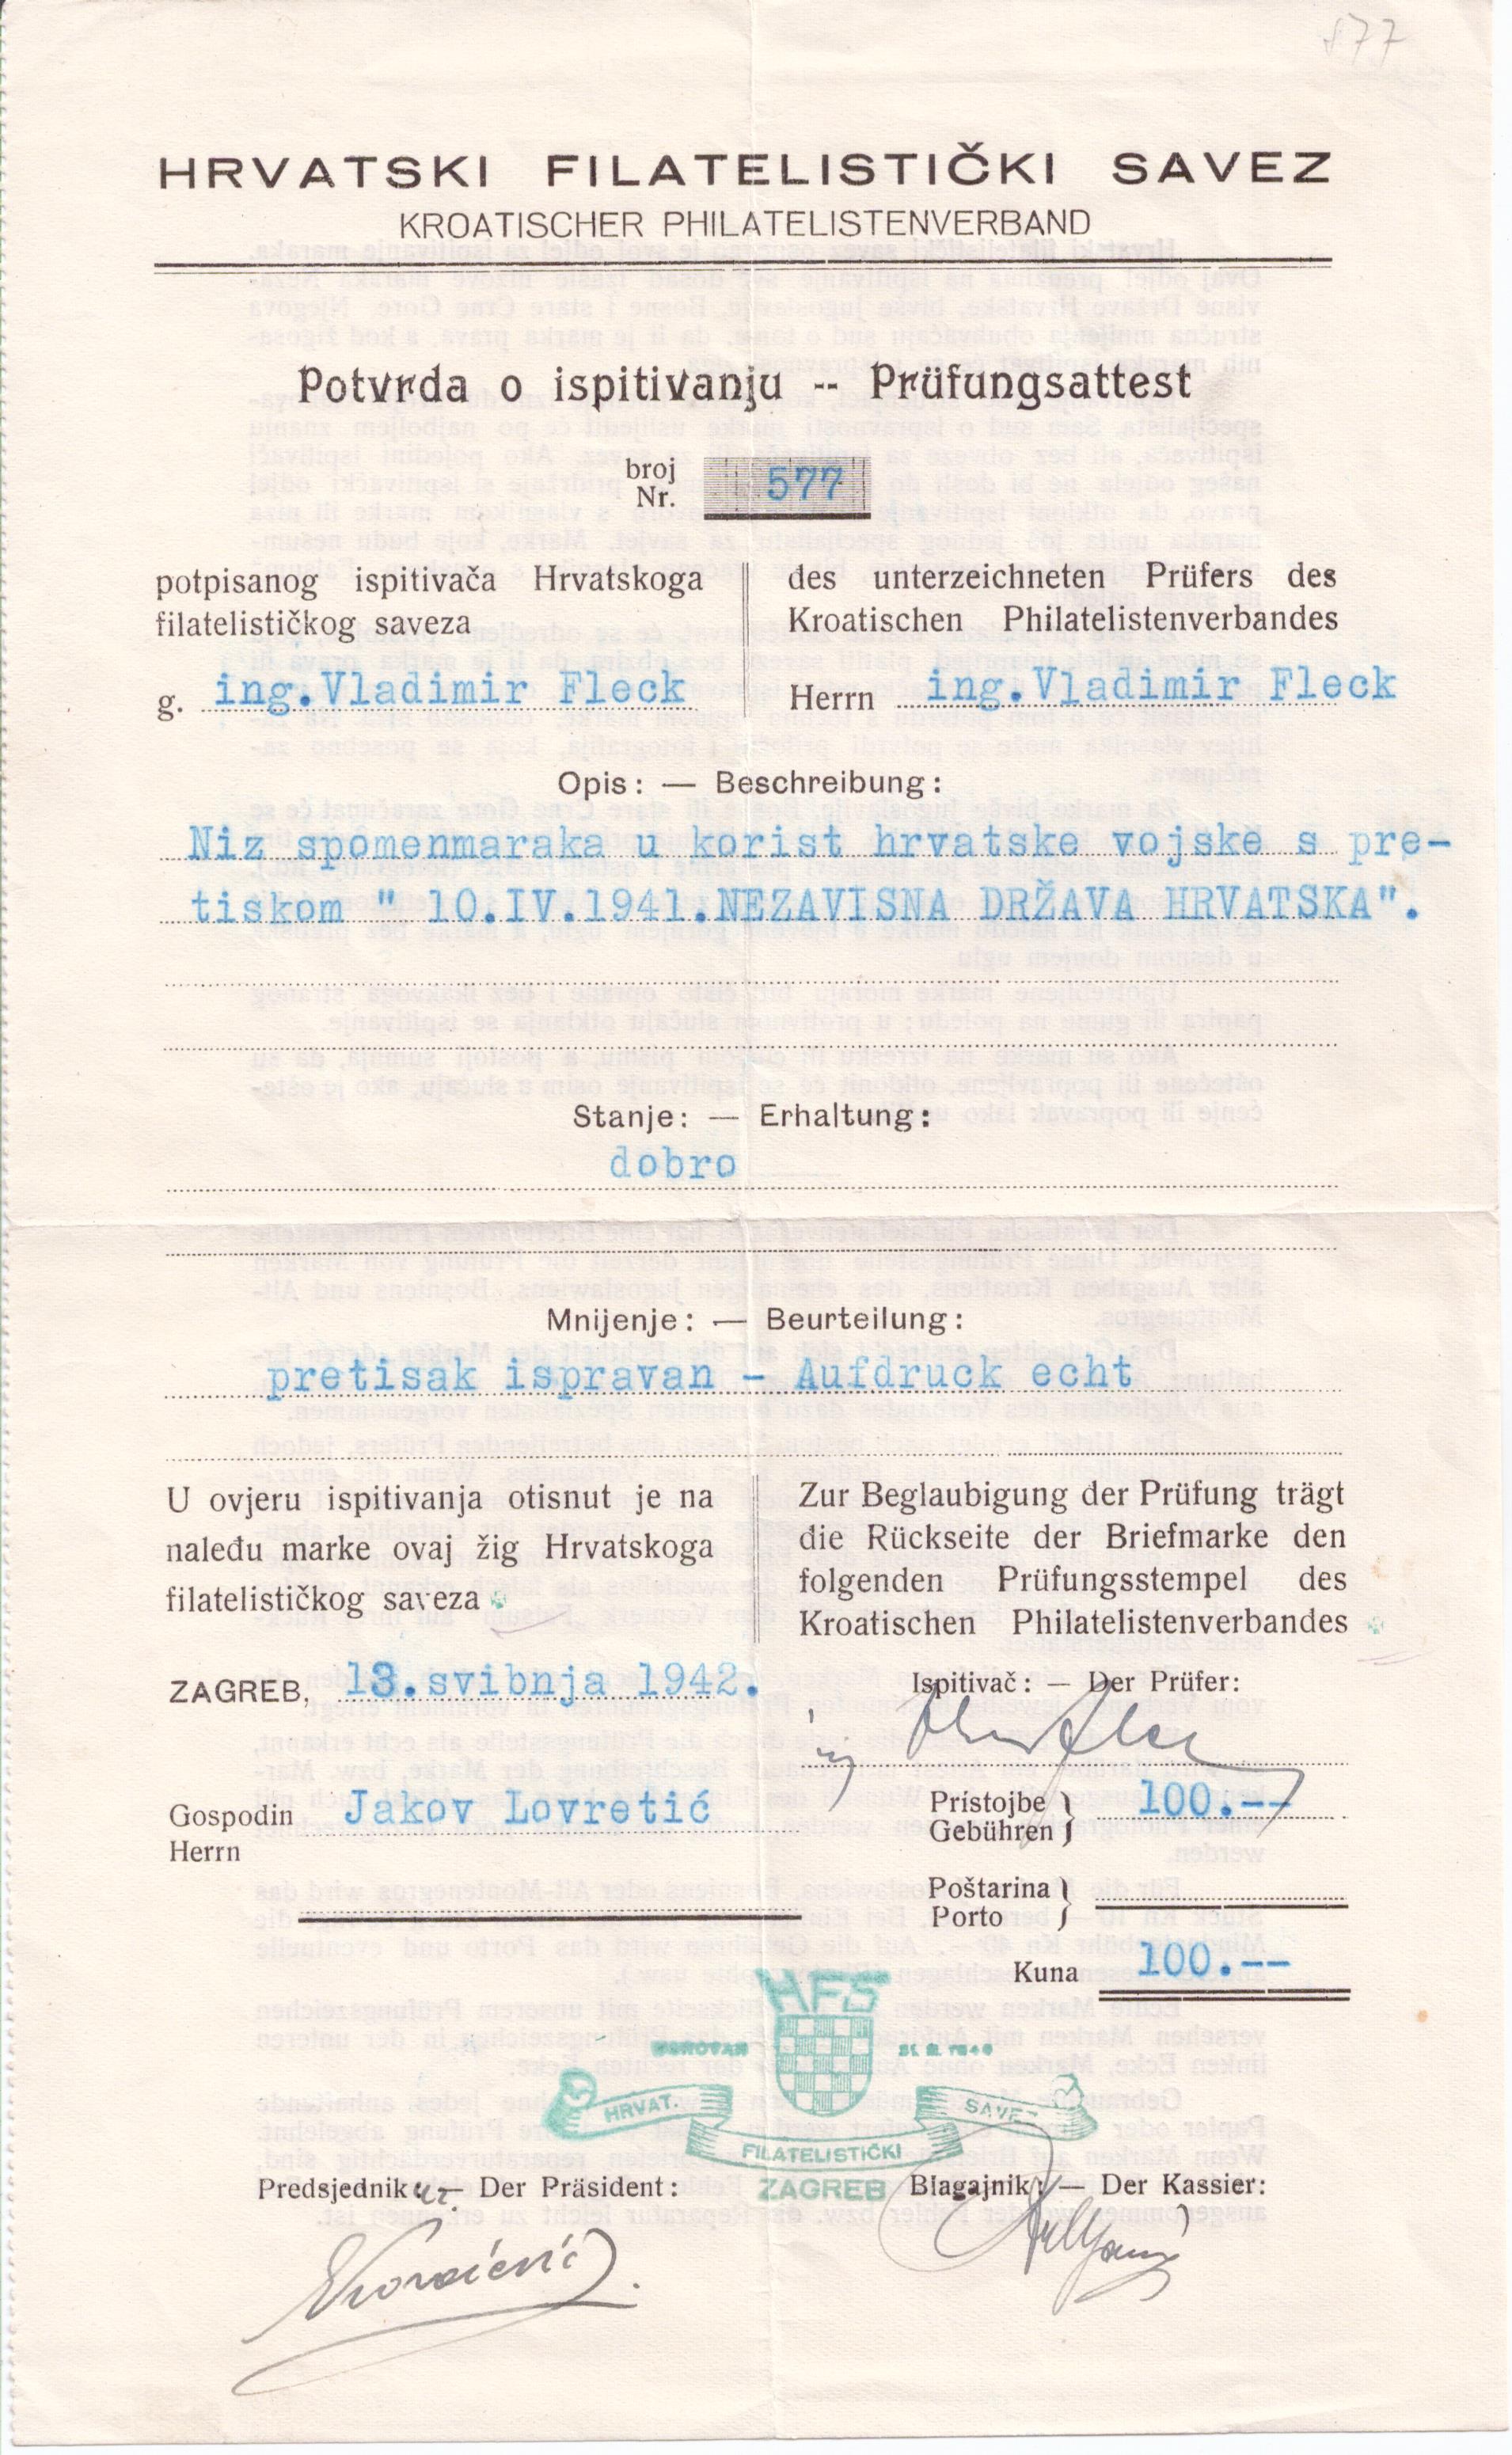 577
HRVATSKI FILATELISTIČKI SAVEZ
KROATISCHER PHILATELISTENVERBAND
Potvrda o ispitivanju -- Prüfungsattest
broj
Nr. 577
potpisanog ispitivača Hrvatskoga
filatelističkog saveza
g. ing.Vladimir Fleck
des unterzeichneten Prüfers des
Kroatischen Philatelistenverbandes
Herrn ing.Vladimir Fleck
Opis: — Beschreibung:
Niz spomenmaraka u korist hrvatske vojske s pre-
tiskom " 10.IV.1941.NEZAVISNA DRŽAVA HRVATSKA".
Stanje: — Erhaltung:
dobro
Mnijenje: — Beurteilung:
pretisak ispravan - Aufdruck echt
U ovjeru ispitivanja otisnut je na
naleđu marke ovaj žig Hrvatskoga
filatelističkog saveza
Zur Beglaubigung der Prüfung trägt
die Rückseite der Briefmarke den
folgenden Prüfungsstempel des
Kroatischen Philatelistenverbandes
ZAGREB, 13.svibnja 1942.
Ispitivač: — Der Prüfer:
Gospodin Jakov Lovretić
Herrn
Pristojbe
Gebühren 100.--
Poštarina
Porto
Kuna 100.--
HFS
HRVAT.
FILATELISTIČKI
SAVEZ
ZAGREB
Predsjednik: — Der Präsident:
Blagajnik: — Der Kassier: